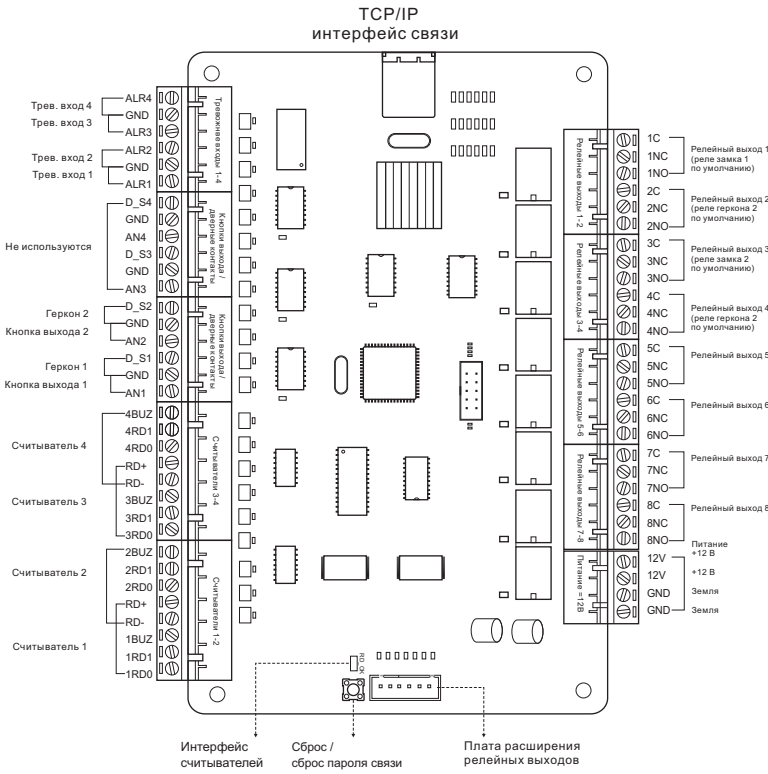 TCP/IP
интерфейс связи
Трев. вход 4
Трев. вход 3
Трев. вход 2
Трев. вход 1
Не используются
Геркон 2
Кнопка выхода 2
Геркон 1
Кнопка выхода 1
Считыватель 4
Считыватель 3
Считыватель 2
Считыватель 1
ALR4
GND
ALR3
ALR2
GND
ALR1
D_S4
GND
AN4
D_S3
GND
AN3
D_S2
GND
AN2
D_S1
GND
AN1
4BUZ
4RD1
4RD0
RD+
RD-
3BUZ
3RD1
3RD0
2BUZ
2RD1
2RD0
RD+
RD-
1BUZ
1RD1
1RD0
Тревожнве входы 1-4
Кнопки выхода /
дверные контакты
Кнопки выхода /
дверные контакты
Считыватели 3-4
Считыватели 1-2
Релейные выходы 1-2
Релейные выходы 3-4
Релейные выходы 5-6
Релейные выходы 7-8
Питание =12В
1C
1NC
1NO
2C
2NC
2NO
3C
3NC
3NO
4C
4NC
4NO
5C
5NC
5NO
6C
6NC
6NO
7C
7NC
7NO
8C
8NC
8NO
12V
12V
GND
GND
Релейный выход 1
(реле замка 1
по умолчанию)
Релейный выход 2
(реле геркона 2
по умолчанию)
Релейный выход 3
(реле замка 2
по умолчанию)
Релейный выход 4
(реле геркона 2
по умолчанию)
Релейный выход 5
Релейный выход 6
Релейный выход 7
Релейный выход 8
Питание
+12 В
+12 В
Земля
Земля
RD OK
Интерфейс
считывателей
Сброс /
сброс пароля связи
Плата расширения
релейных выходов